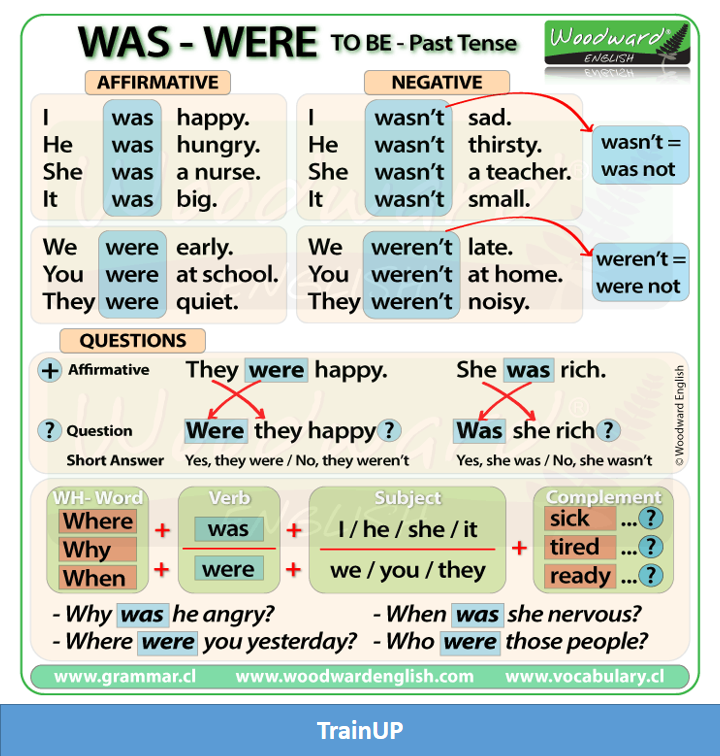 WAS - WERE TO BE - Past Tense
Woodward®
ENGLISH
AFFIRMATIVE
I was happy.
He was hungry.
She was a nurse.
It was big.
We were early.
You were at school.
They were quiet.
NEGATIVE
I wasn't sad.
He wasn't thirsty.
She wasn't a teacher.
It wasn't small.
wasn't =
was not
We weren't late.
You weren't at home.
They weren't noisy.
weren't =
were not
QUESTIONS
+ Affirmative They were happy. She was rich.
? Question Were they happy? Was she rich?
Short Answer Yes, they were / No, they weren't Yes, she was / No, she wasn't
© Woodward English
WH- Word Verb Subject Complement
Where
Why
When
+
+
was
were
+
+
I / he / she / it
we / you / they
+
sick ...?
tired ...?
ready ...?
- Why was he angry? - When was she nervous?
- Where were you yesterday? - Who were those people?
www.grammar.cl www.woodwardenglish.com www.vocabulary.cl
TrainUP